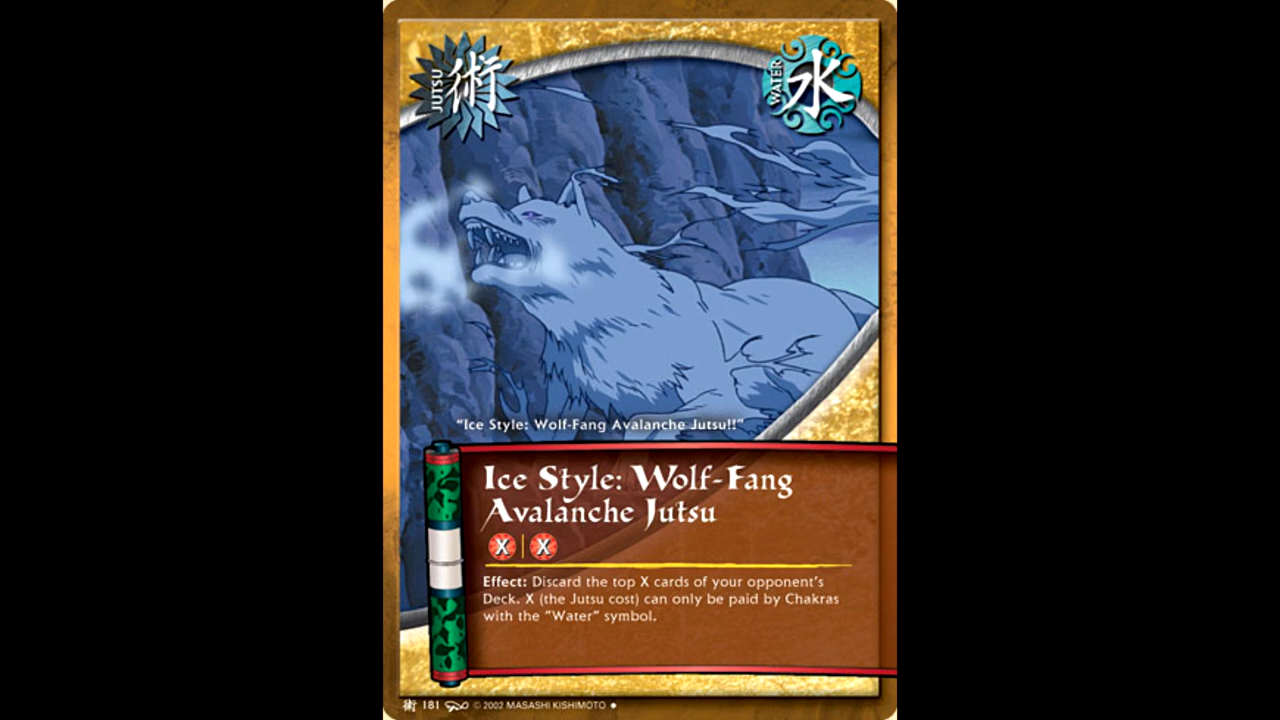 JUTSU 術
WATER 水
"Ice Style: Wolf-Fang Avalanche Jutsu!!"
Ice Style: Wolf-Fang
Avalanche Jutsu
X | X
Effect: Discard the top X cards of your opponent's
Deck. X (the Jutsu cost) can only be paid by Chakras
with the "Water" symbol.
術 181 © 2002 MASASHI KISHIMOTO